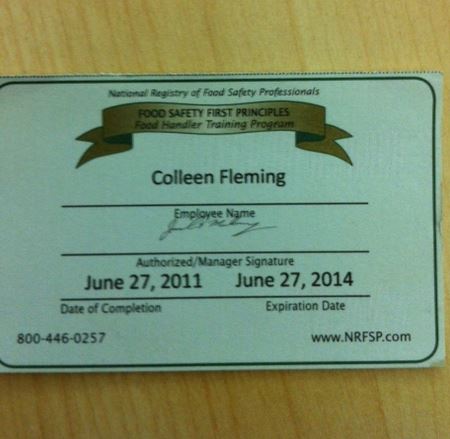 National Registry of Food Safety Professionals
FOOD SAFETY FIRST PRINCIPLES
Food Handler Training Program
Colleen Fleming
Employee Name
Authorized/Manager Signature
June 27, 2011 June 27, 2014
Date of Completion Expiration Date
800-446-0257 www.NRFSP.com